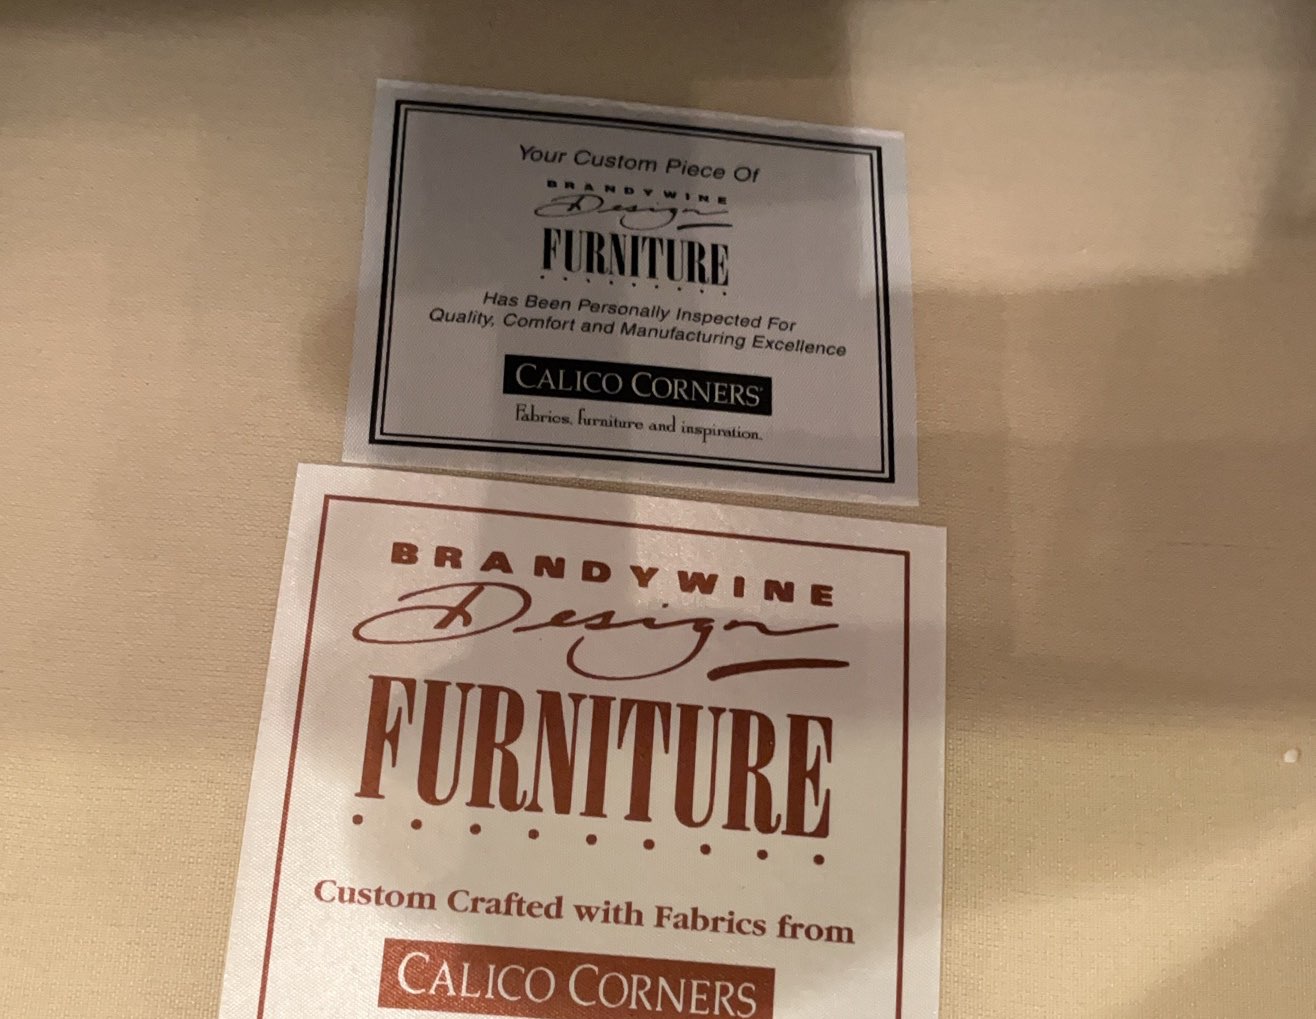 Your Custom Piece Of
BRANDYWINE
Design
FURNITURE
Has Been Personally Inspected For
Quality, Comfort and Manufacturing Excellence
CALICO CORNERS®
Fabrics, furniture and inspiration.
BRANDYWINE
Design
FURNITURE
Custom Crafted with Fabrics from
CALICO CORNERS